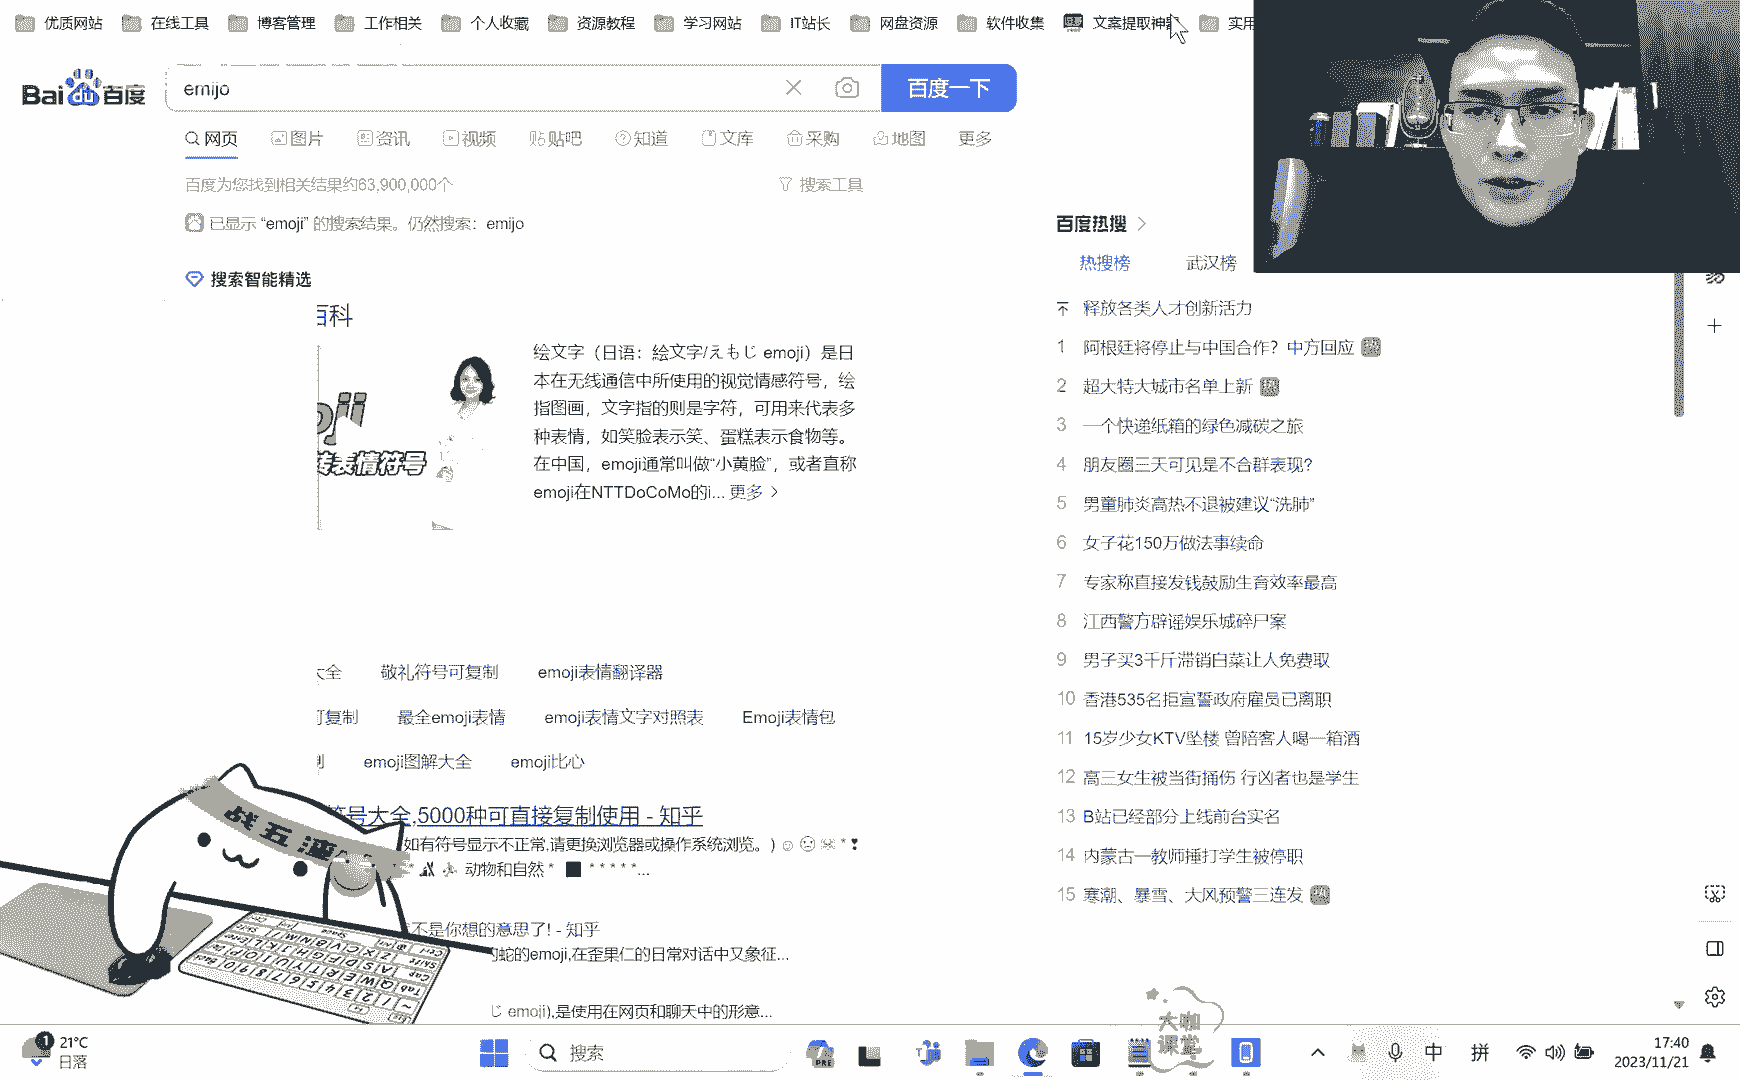 优质网站 在线工具 博客管理 工作相关 个人收藏 资源教程 学习网站 IT站长 网盘资源 软件收集 文案提取神器 实用
Bai du 百度 emijo 百度一下
网页 图片 资讯 视频 贴吧 知道 文库 采购 地图 更多
百度为您找到相关结果约63,900,000个 搜索工具
已显示 “emoji” 的搜索结果。仍然搜索：emijo
搜索智能精选
百科
绘文字（日语：绘文字/えもじ emoji）是日
本在无线通信中所使用的视觉情感符号，绘
指图画，文字指的则是字符，可用来代表多
种表情，如笑脸表示笑、蛋糕表示食物等。
在中国，emoji通常叫做“小黄脸”，或者直称
emoji在NTTDoCoMo的i... 更多 >
oji
表情符号
大全 敬礼符号可复制 emoji表情翻译器
可复制 最全emoji表情 emoji表情文字对照表 Emoji表情包
emoji图解大全 emoji比心
符号大全,5000种可直接复制使用 - 知乎
如有符号显示不正常,请更换浏览器或操作系统浏览。) ☺ ☹ ☠ * ❣
动物和自然 * ■ * * * * *...
不是你想的意思了! - 知乎
的蛇的emoji,在歪果仁的日常对话中又象征...
じ emoji),是使用在网页和聊天中的形意...
百度热搜 >
热搜榜 武汉榜
释放各类人才创新活力
1 阿根廷将停止与中国合作？中方回应 热
2 超大特大城市名单上新 热
3 一个快递纸箱的绿色减碳之旅
4 朋友圈三天可见是不合群表现?
5 男童肺炎高热不退被建议“洗肺”
6 女子花150万做法事续命
7 专家称直接发钱鼓励生育效率最高
8 江西警方辟谣娱乐城碎尸案
9 男子买3千斤滞销白菜让人免费取
10 香港535名拒宣誓政府雇员已离职
11 15岁少女KTV坠楼 曾陪客人喝一箱酒
12 高三女生被当街捅伤 行凶者也是学生
13 B站已经部分上线前台实名
14 内蒙古一教师捶打学生被停职
15 寒潮、暴雪、大风预警三连发 热
战五渣
大咖
课堂
1 21°C
日落
搜索
PRE
中 拼
17:40
2023/11/21